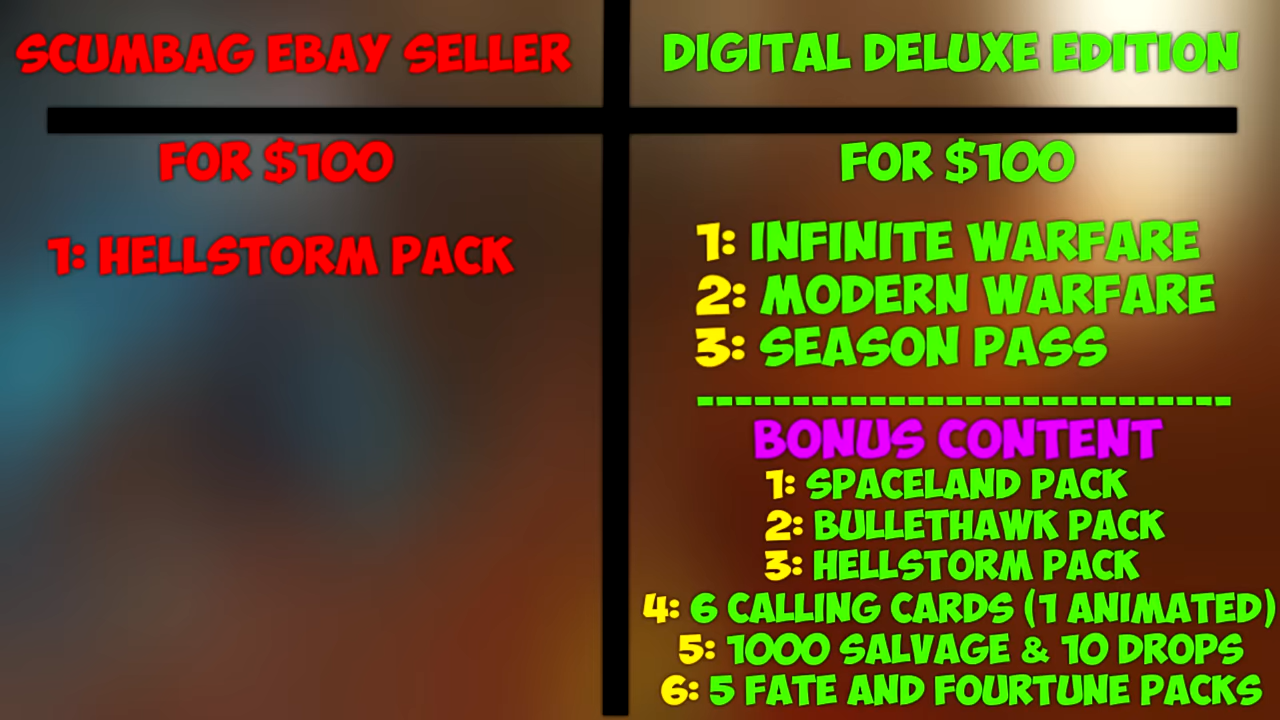 SCUMBAG EBAY SELLER
FOR $100
1: HELLSTORM PACK
DIGITAL DELUXE EDITION
FOR $100
1: INFINITE WARFARE
2: MODERN WARFARE
3: SEASON PASS
----------------------------
BONUS CONTENT
1: SPACELAND PACK
2: BULLETHAWK PACK
3: HELLSTORM PACK
4: 6 CALLING CARDS (1 ANIMATED)
5: 1000 SALVAGE & 10 DROPS
6: 5 FATE AND FOURTUNE PACKS